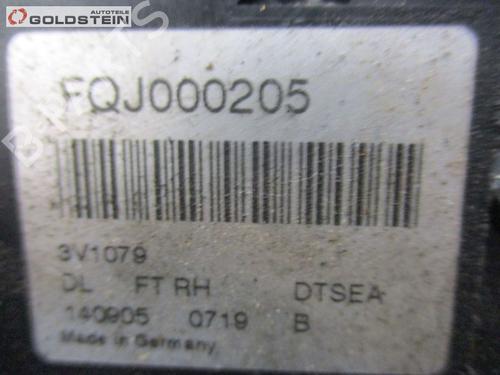 Autoteile
GOLDSTEIN
FQJ000205
3V1079
DL FT RH DTSEA
140905 0719 B
Made in Germany